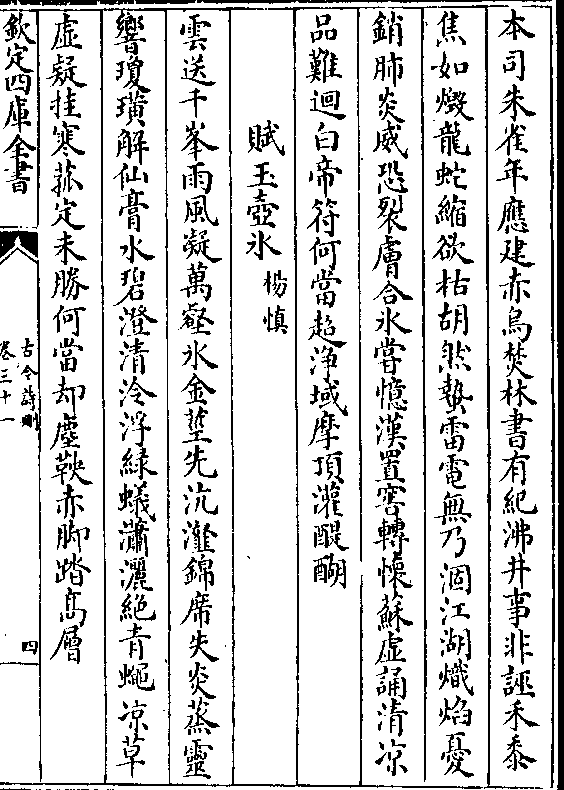 本司朱雀年應建赤烏焚林書有紀沸井事非誣禾黍
焦如燬龍蛇縮欲枯胡然蟄雷電無乃涸江湖熾焰憂
銷肺炎威恐裂膚合氷嘗憶漢置窖轉懷蘇虛誦清凉
品難迴白帝符何當超浄域摩頂灌醍醐
賦玉壺氷 楊慎
雲送千峯雨風凝萬壑氷金莖先沆瀣錦席失炎蒸靈
響瓊璜解仙膏水碧澄清泠浮緑蟻瀟灑絶青蠅凉草
虛疑挂寒菰定未勝何當却塵鞅赤脚踏髙層
欽定四庫全書
古今詩刪
卷三十一
四